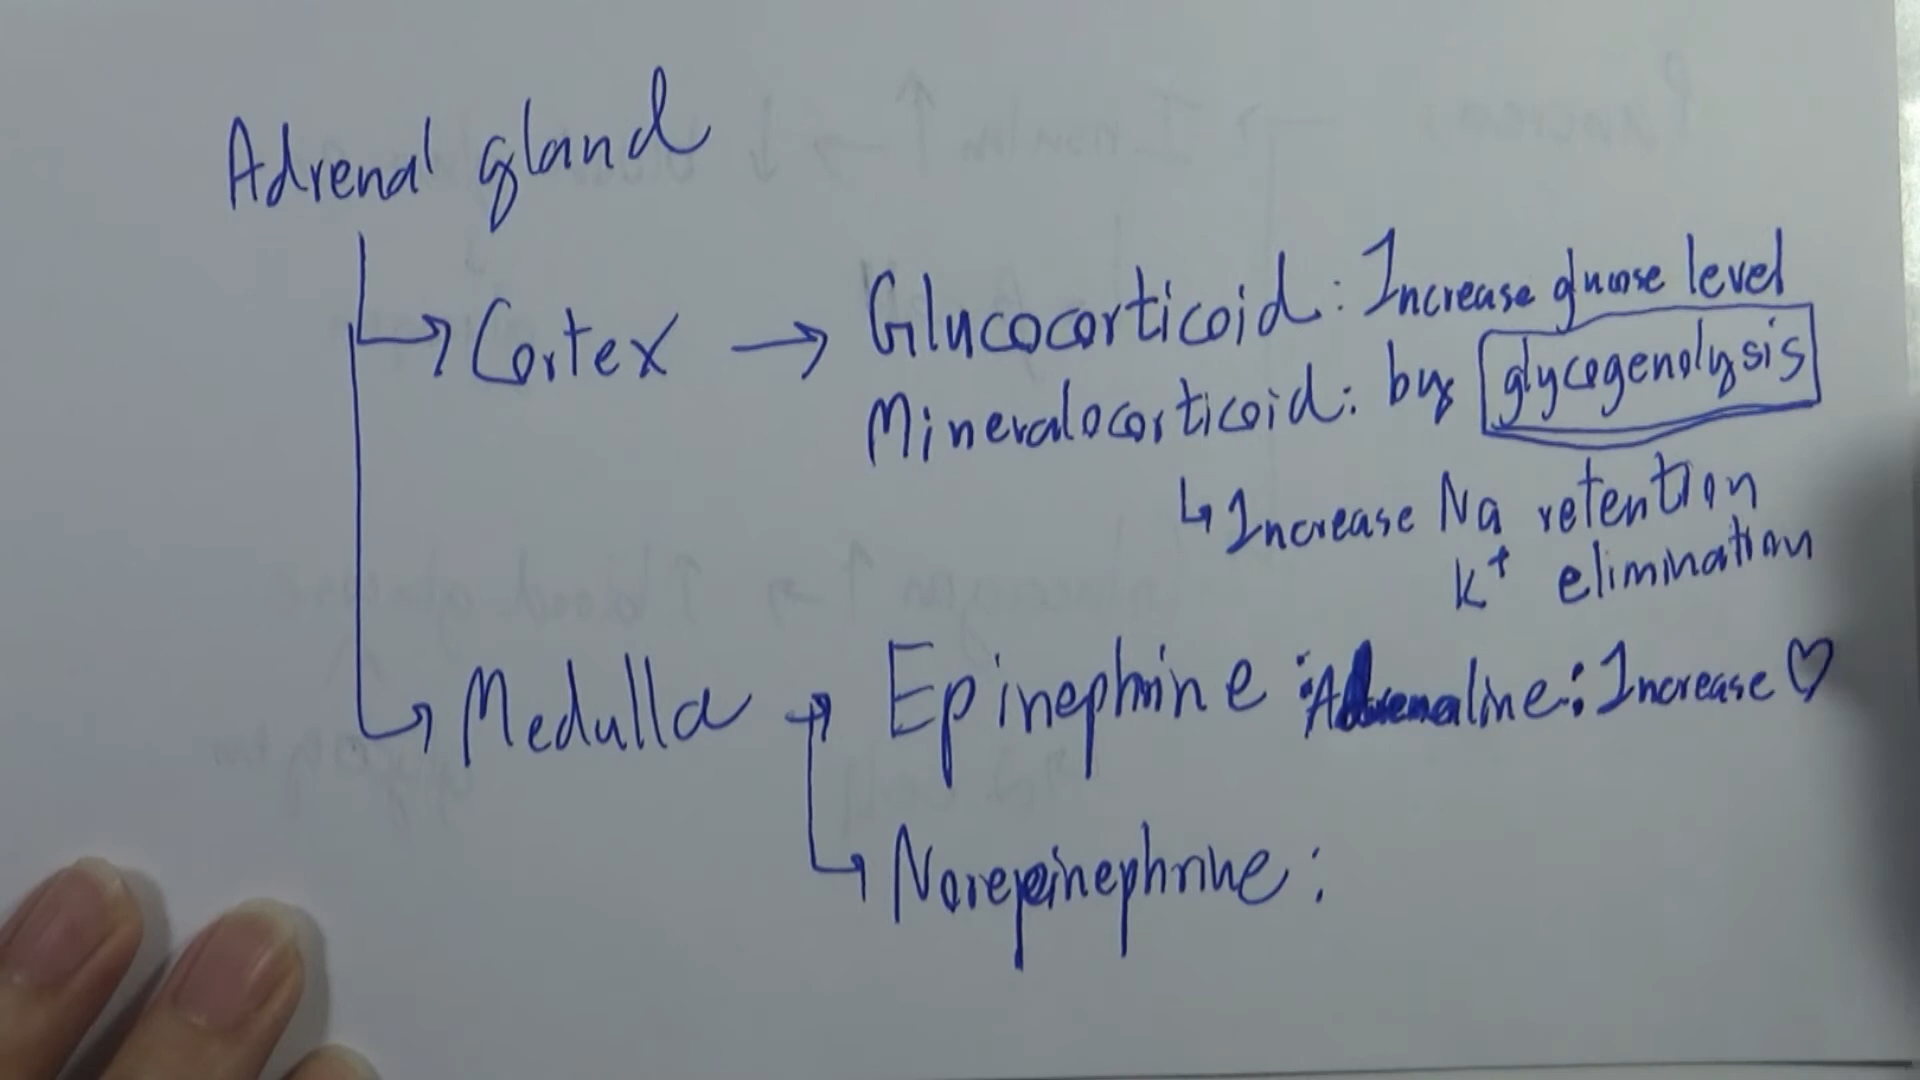 Adrenal gland
Cortex → Glucocorticoid: Increase glucose level
Mineralocorticoid: by glycogenolysis
↳ Increase Na retention
K+ elimination
Medulla → Epinephrine Adrenaline: Increase ♡
Norepinephrine: